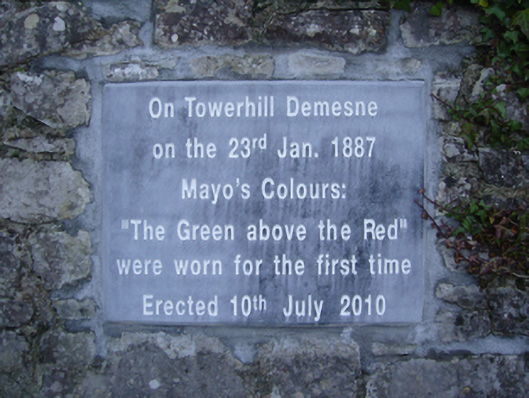 On Towerhill Demesne
on the 23rd Jan. 1887
Mayo's Colours:
"The Green above the Red"
were worn for the first time
Erected 10th July 2010